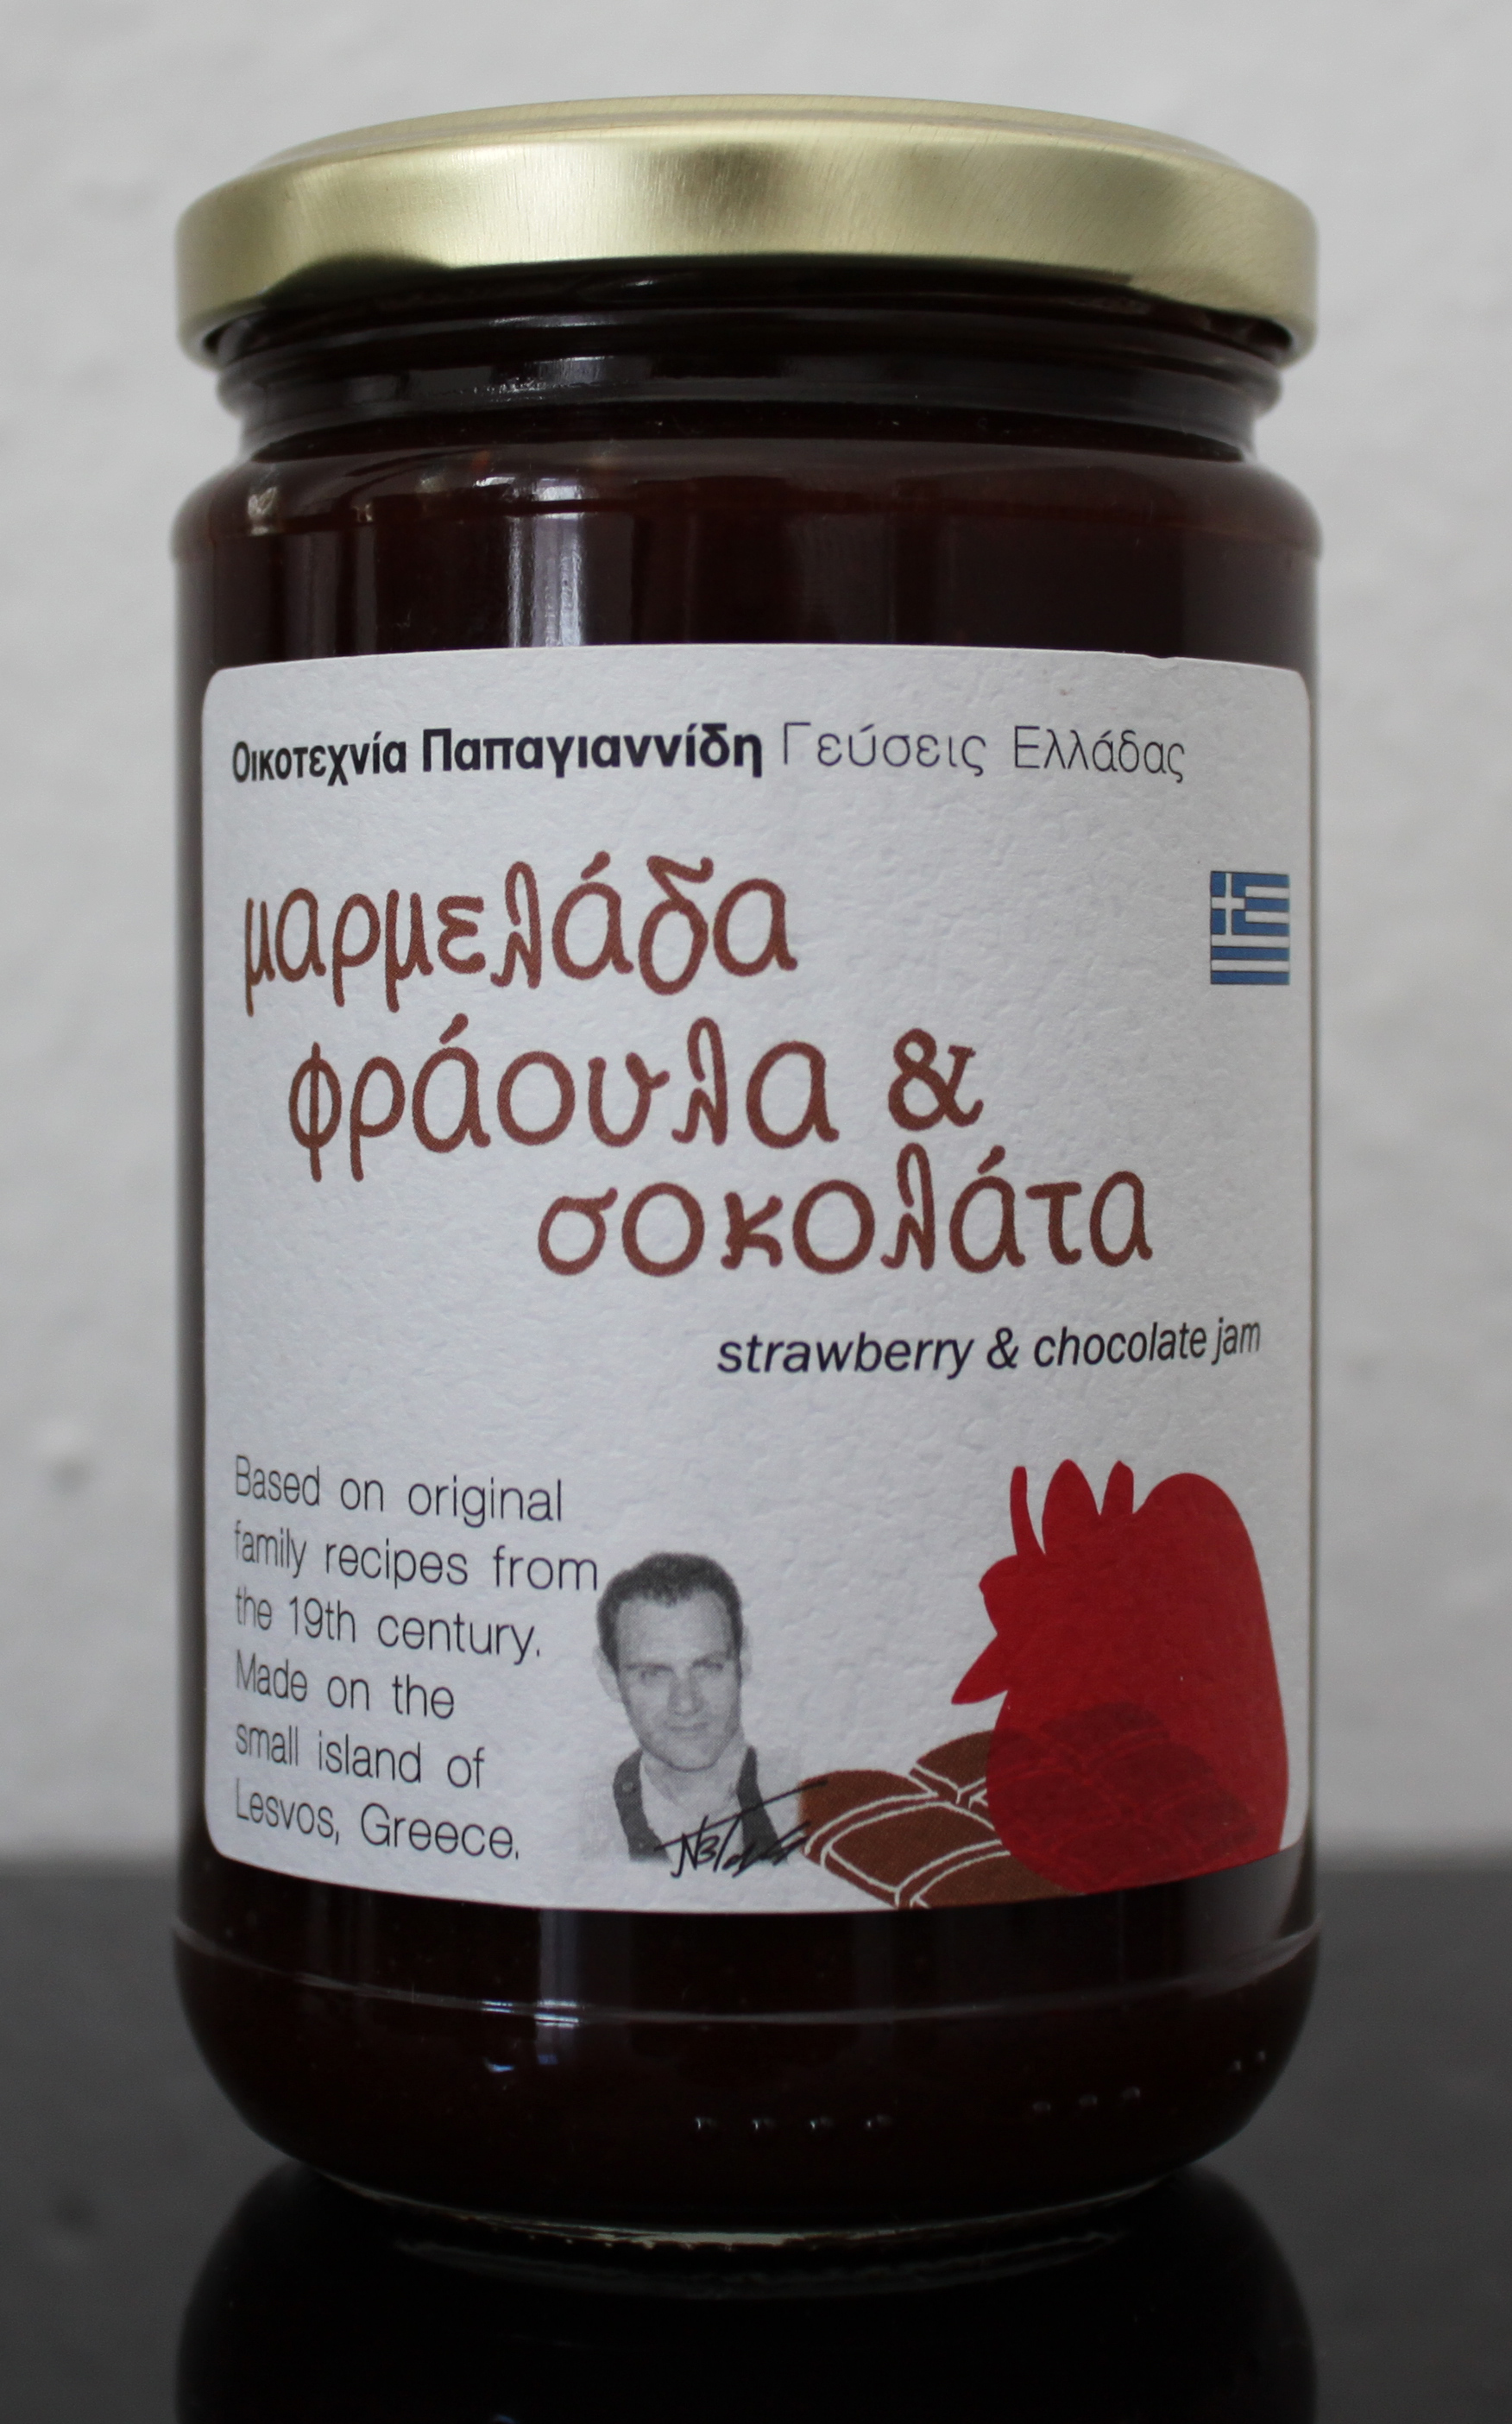 Οικοτεχνία Παπαγιαννίδη Γεύσεις Ελλάδας
μαρμελάδα
φράουλα &
σοκολάτα
strawberry & chocolate jam
Based on original
family recipes from
the 19th century.
Made on the
small island of
Lesvos, Greece.